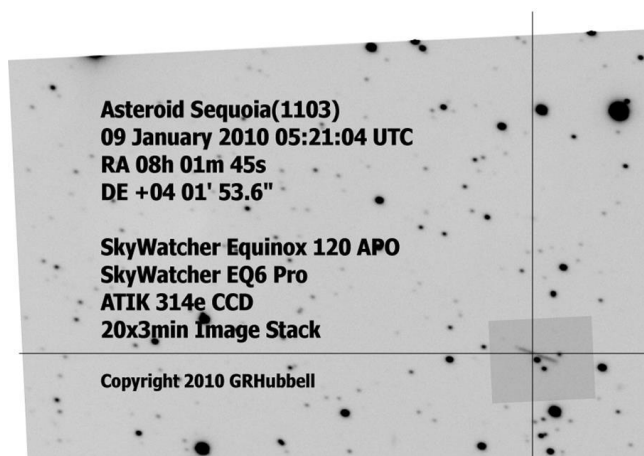 Asteroid Sequoia(1103)
09 January 2010 05:21:04 UTC
RA 08h 01m 45s
DE +04 01' 53.6"
SkyWatcher Equinox 120 APO
SkyWatcher EQ6 Pro
ATIK 314e CCD
20x3min Image Stack
Copyright 2010 GRHubbell